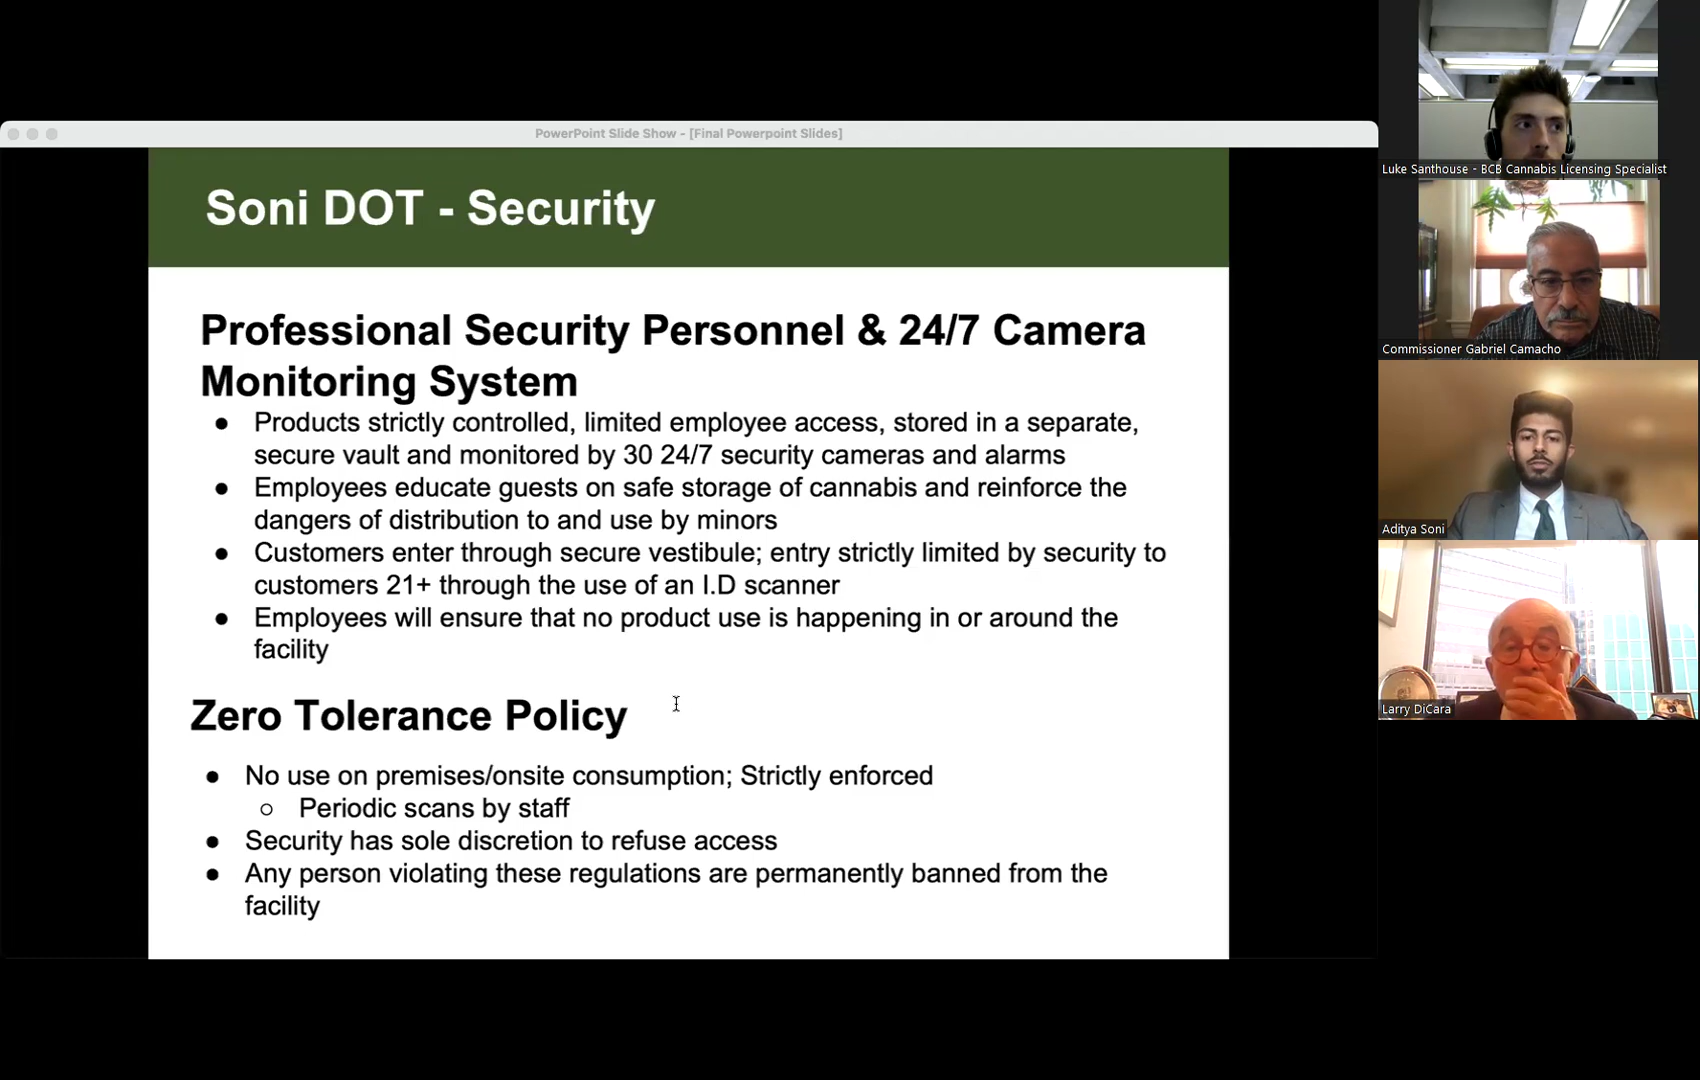 PowerPoint Slide Show - [Final Powerpoint Slides]
Soni DOT - Security
Professional Security Personnel & 24/7 Camera
Monitoring System
● Products strictly controlled, limited employee access, stored in a separate,
secure vault and monitored by 30 24/7 security cameras and alarms
● Employees educate guests on safe storage of cannabis and reinforce the
dangers of distribution to and use by minors
● Customers enter through secure vestibule; entry strictly limited by security to
customers 21+ through the use of an I.D scanner
● Employees will ensure that no product use is happening in or around the
facility
Zero Tolerance Policy
● No use on premises/onsite consumption; Strictly enforced
○ Periodic scans by staff
● Security has sole discretion to refuse access
● Any person violating these regulations are permanently banned from the
facility
Luke Santhouse - BCB Cannabis Licensing Specialist
Commissioner Gabriel Camacho
Aditya Soni
Larry DiCara